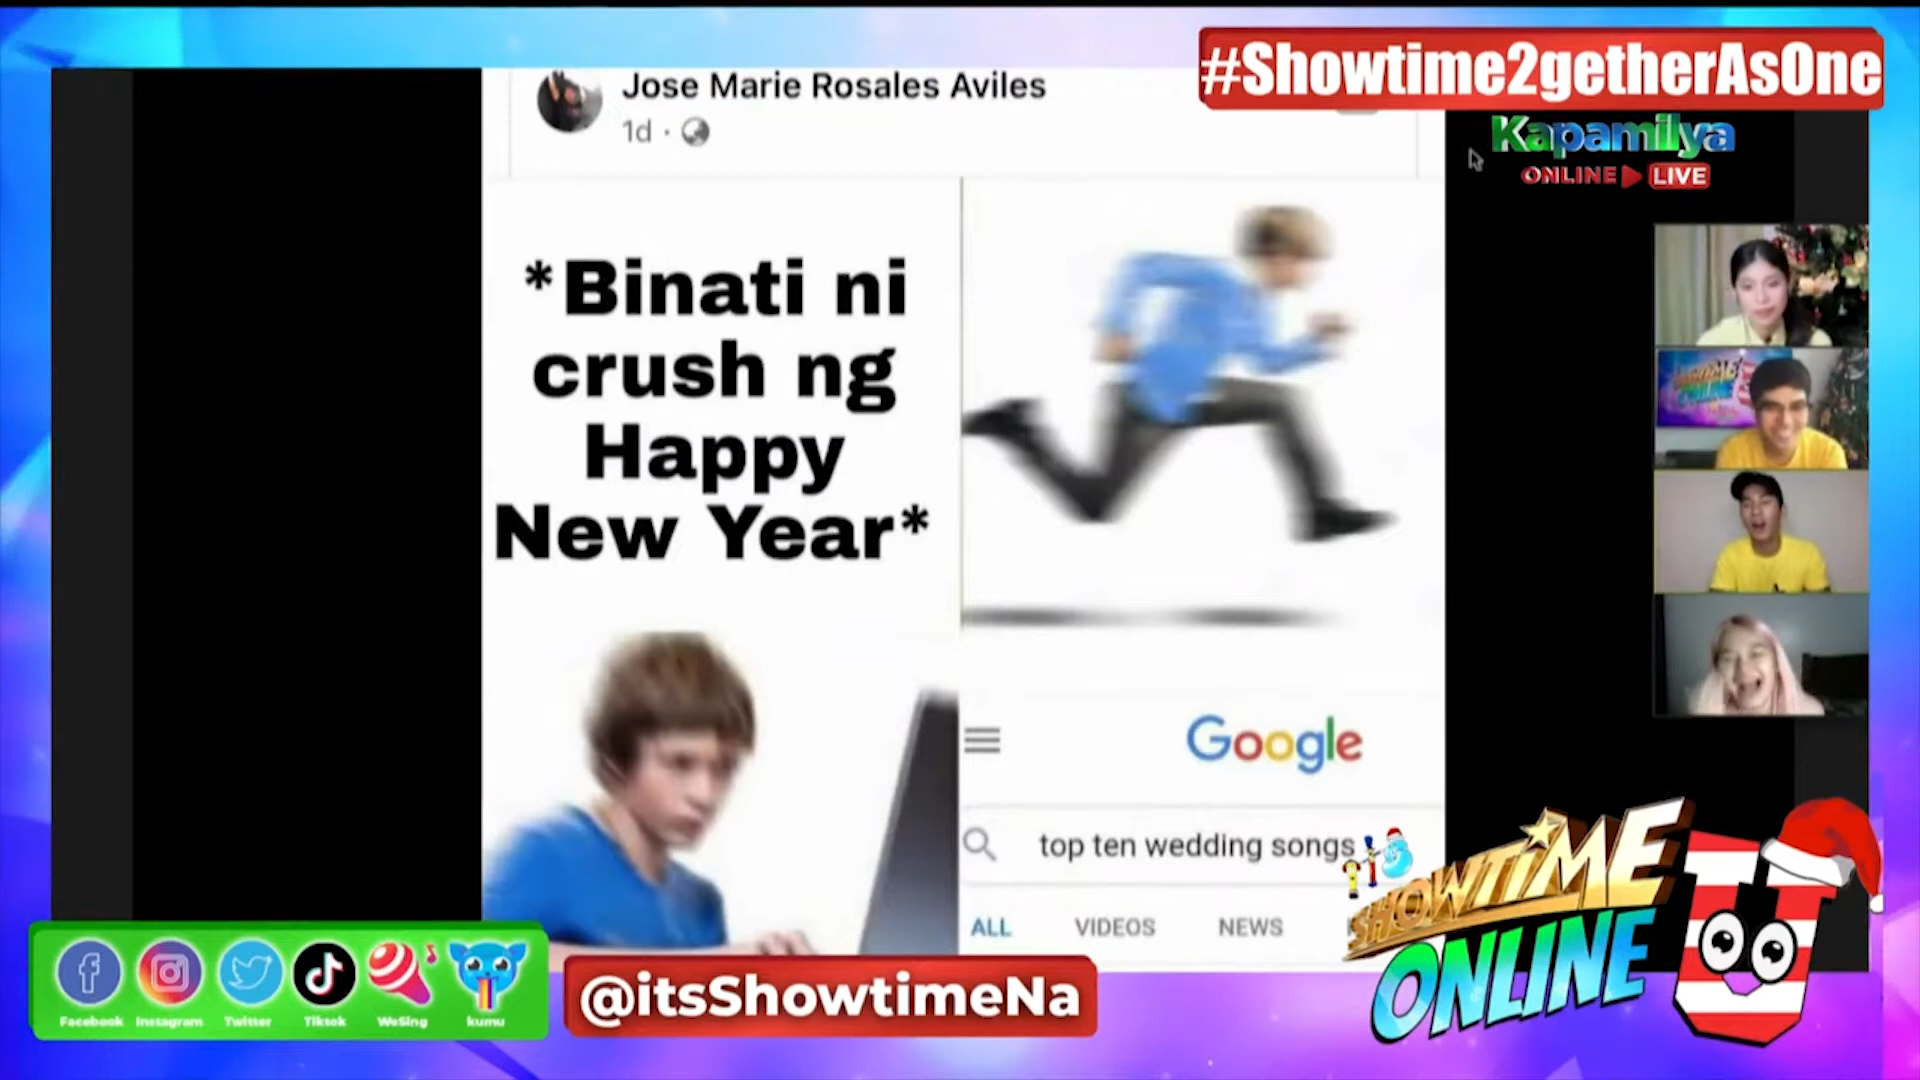 #Showtime2getherAsOne
Kapamilya
ONLINE LIVE
Jose Marie Rosales Aviles
1d ·
*Binati ni
crush ng
Happy
New Year*
Google
top ten wedding songs
ALL VIDEOS NEWS
IT'S
SHOWTIME
ONLINE
U
Facebook Instagram Twitter Tiktok WeSing kumu
@itsShowtimeNa